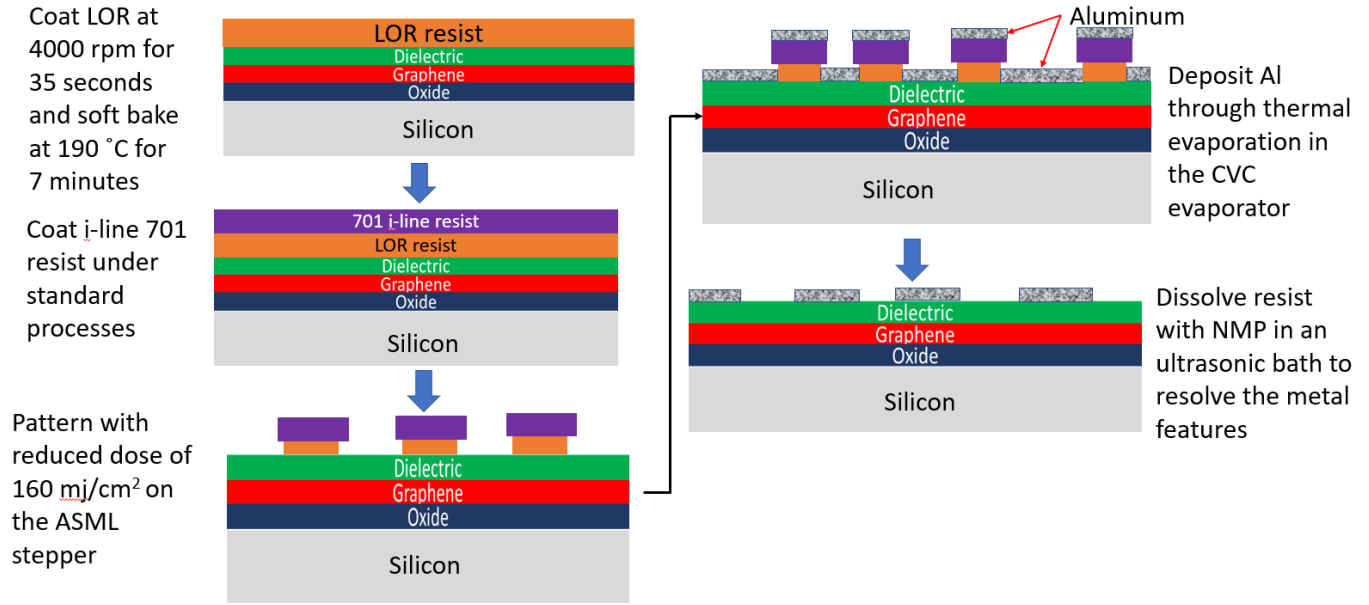 Coat LOR at
4000 rpm for
35 seconds
and soft bake
at 190 ˚C for
7 minutes
LOR resist
Dielectric
Graphene
Oxide
Silicon
Coat i-line 701
resist under
standard
processes
701 i-line resist
LOR resist
Dielectric
Graphene
Oxide
Silicon
Pattern with
reduced dose of
160 mj/cm²  on
the ASML
stepper
Dielectric
Graphene
Oxide
Silicon
Aluminum
Dielectric
Graphene
Oxide
Silicon
Deposit Al
through thermal
evaporation in
the CVC
evaporator
Dielectric
Graphene
Oxide
Silicon
Dissolve resist
with NMP in an
ultrasonic bath to
resolve the metal
features